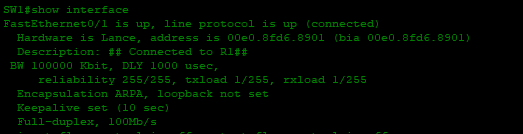 SW1#show interface
FastEthernet0/1 is up, line protocol is up (connected)
Hardware is Lance, address is 00e0.8fd6.8901 (bia 00e0.8fd6.8901)
Description: ## Connected to R1##
BW 100000 Kbit, DLY 1000 usec,
reliability 255/255, txload 1/255, rxload 1/255
Encapsulation ARPA, loopback not set
Keepalive set (10 sec)
Full-duplex, 100Mb/s